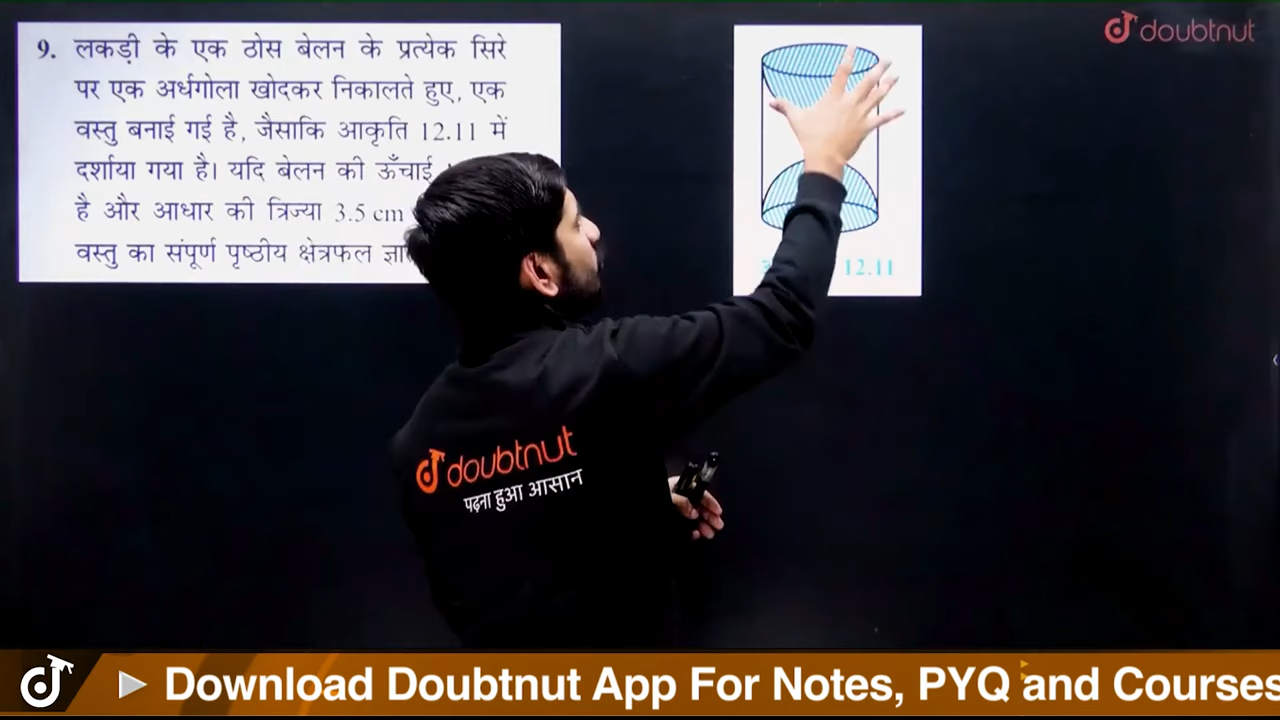 9. लकड़ी के एक ठोस बेलन के प्रत्येक सिरे
पर एक अर्धगोला खोदकर निकालते हुए, एक
वस्तु बनाई गई है, जैसाकि आकृति 12.11 में
दर्शाया गया है। यदि बेलन की ऊँचाई
है और आधार की त्रिज्या 3.5 cm
वस्तु का संपूर्ण पृष्ठीय क्षेत्रफल
12.11
doubtnut
doubtnut
पढ़ना हुआ आसान
Download Doubtnut App For Notes, PYQ and Courses